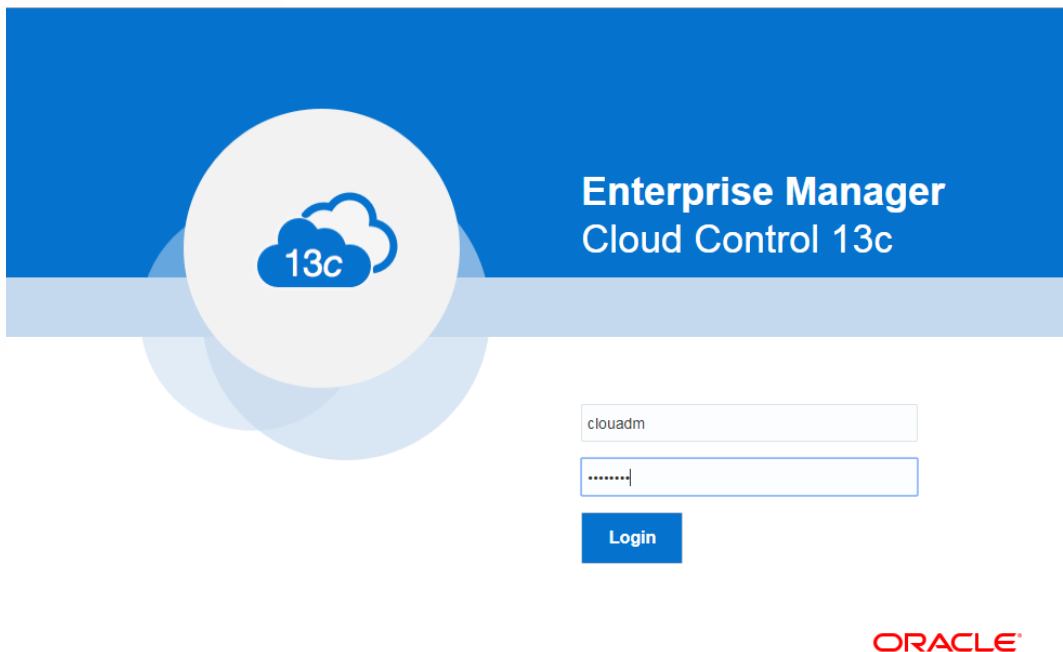 13c
Enterprise Manager
Cloud Control 13c
clouadm
••••••••
Login
ORACLE®